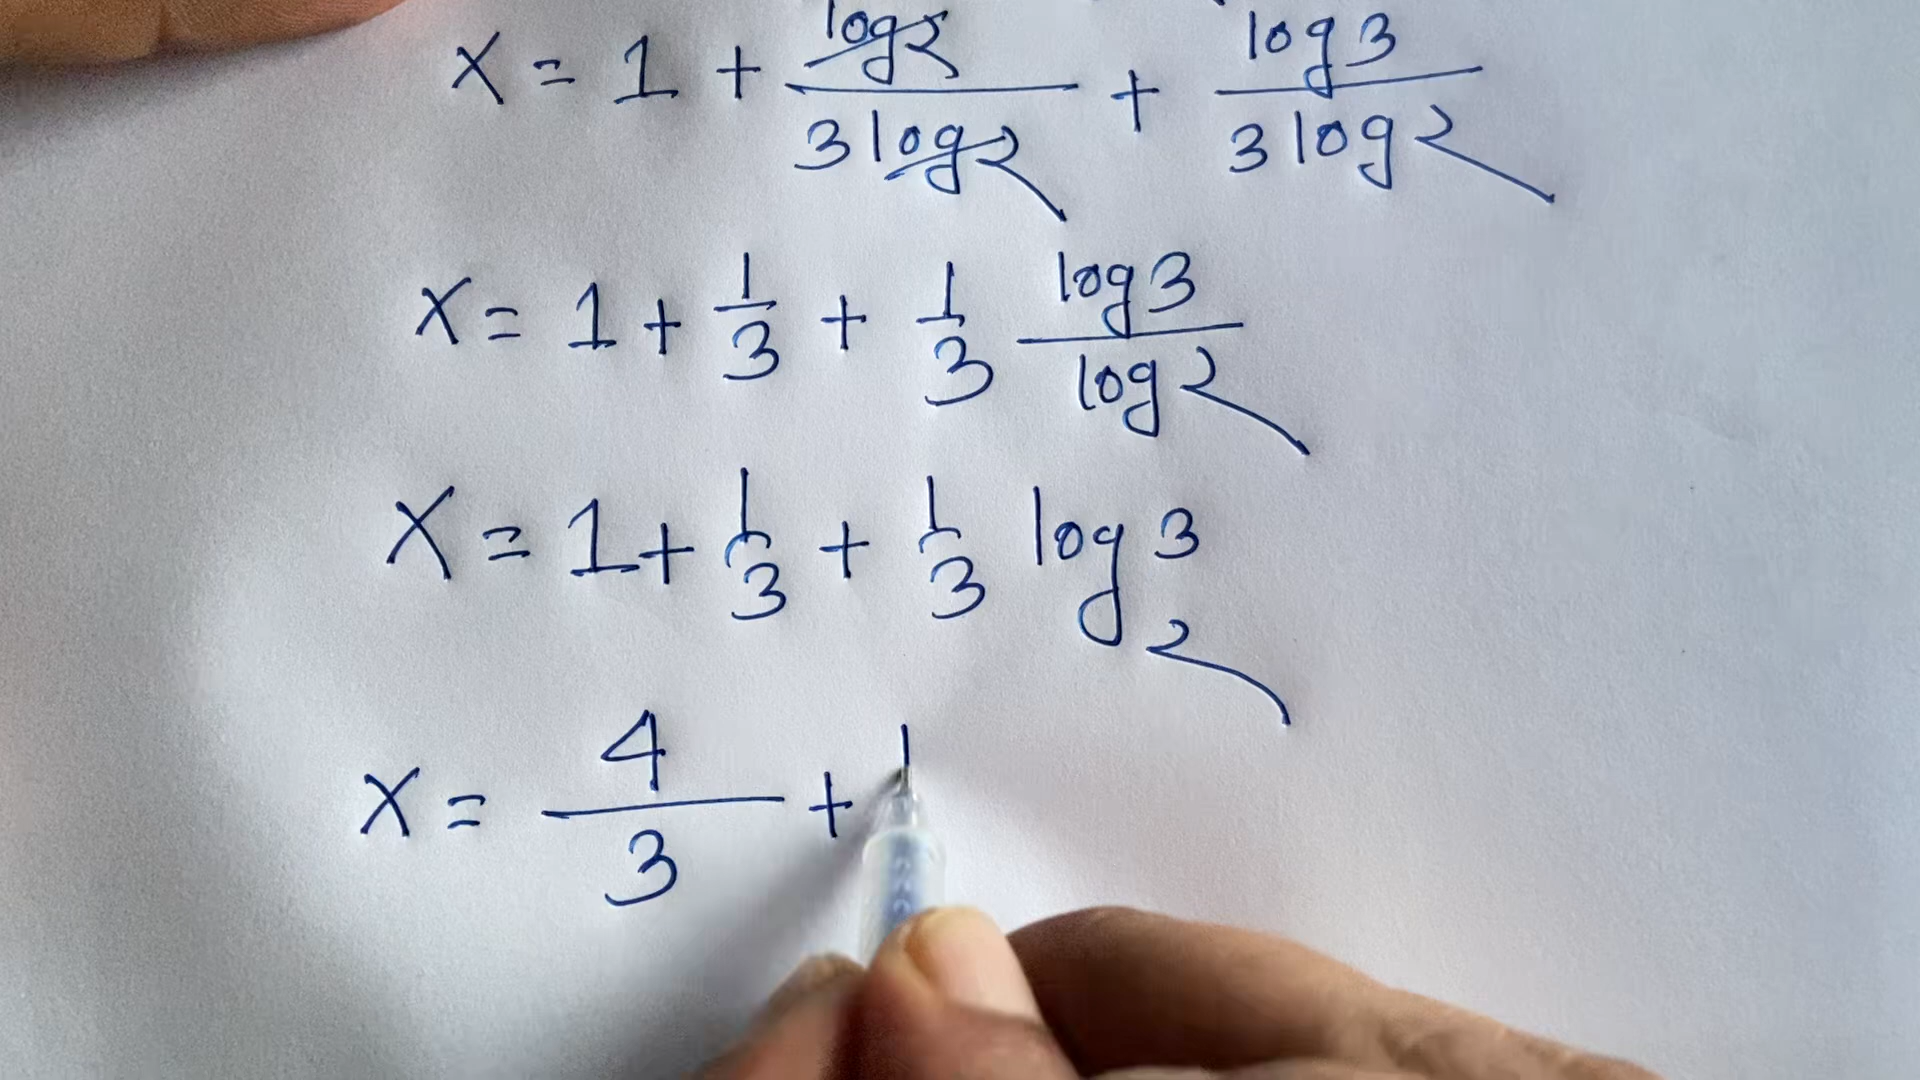 x = 1 + log2/3log2 + log3/3log2
x = 1 + 1/3 + 1/3 log3/log2
x = 1 + 1/3 + 1/3 log₂3
x = 4/3 + 1